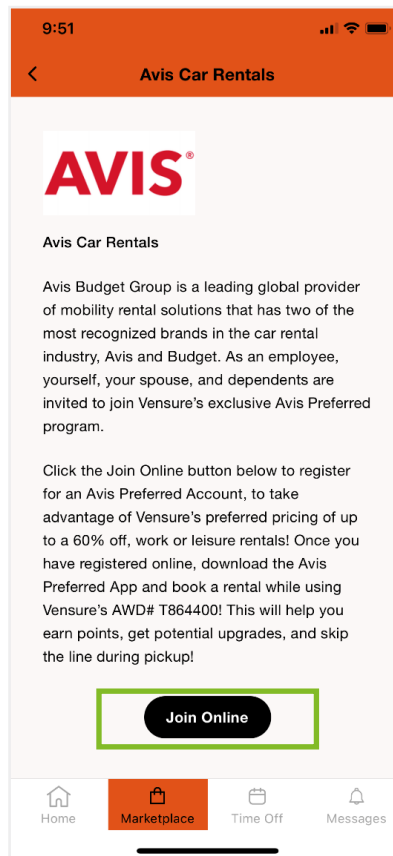 9:51
Avis Car Rentals
AVIS®
Avis Car Rentals
Avis Budget Group is a leading global provider
of mobility rental solutions that has two of the
most recognized brands in the car rental
industry, Avis and Budget. As an employee,
yourself, your spouse, and dependents are
invited to join Vensure’s exclusive Avis Preferred
program.
Click the Join Online button below to register
for an Avis Preferred Account, to take
advantage of Vensure’s preferred pricing of up
to a 60% off, work or leisure rentals! Once you
have registered online, download the Avis
Preferred App and book a rental while using
Vensure’s AWD# T864400! This will help you
earn points, get potential upgrades, and skip
the line during pickup!
Join Online
Home Marketplace Time Off Messages